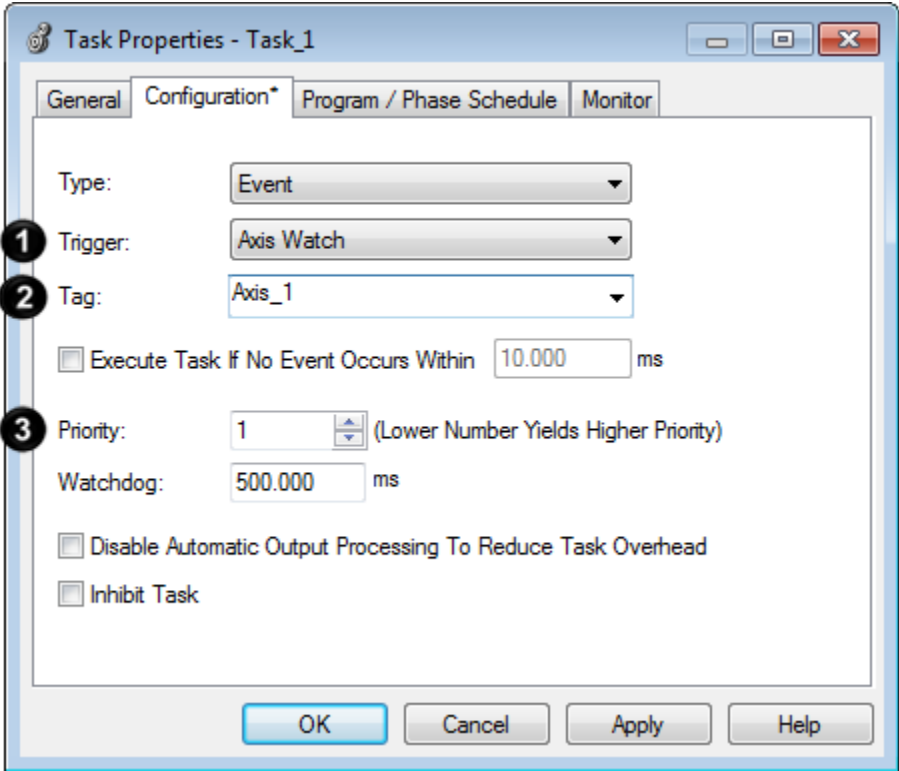 Task Properties - Task_1
General Configuration* Program / Phase Schedule Monitor
Type: Event
1 Trigger: Axis Watch
2 Tag: Axis_1
Execute Task If No Event Occurs Within 10.000 ms
3 Priority: 1 (Lower Number Yields Higher Priority)
Watchdog: 500.000 ms
Disable Automatic Output Processing To Reduce Task Overhead
Inhibit Task
OK Cancel Apply Help